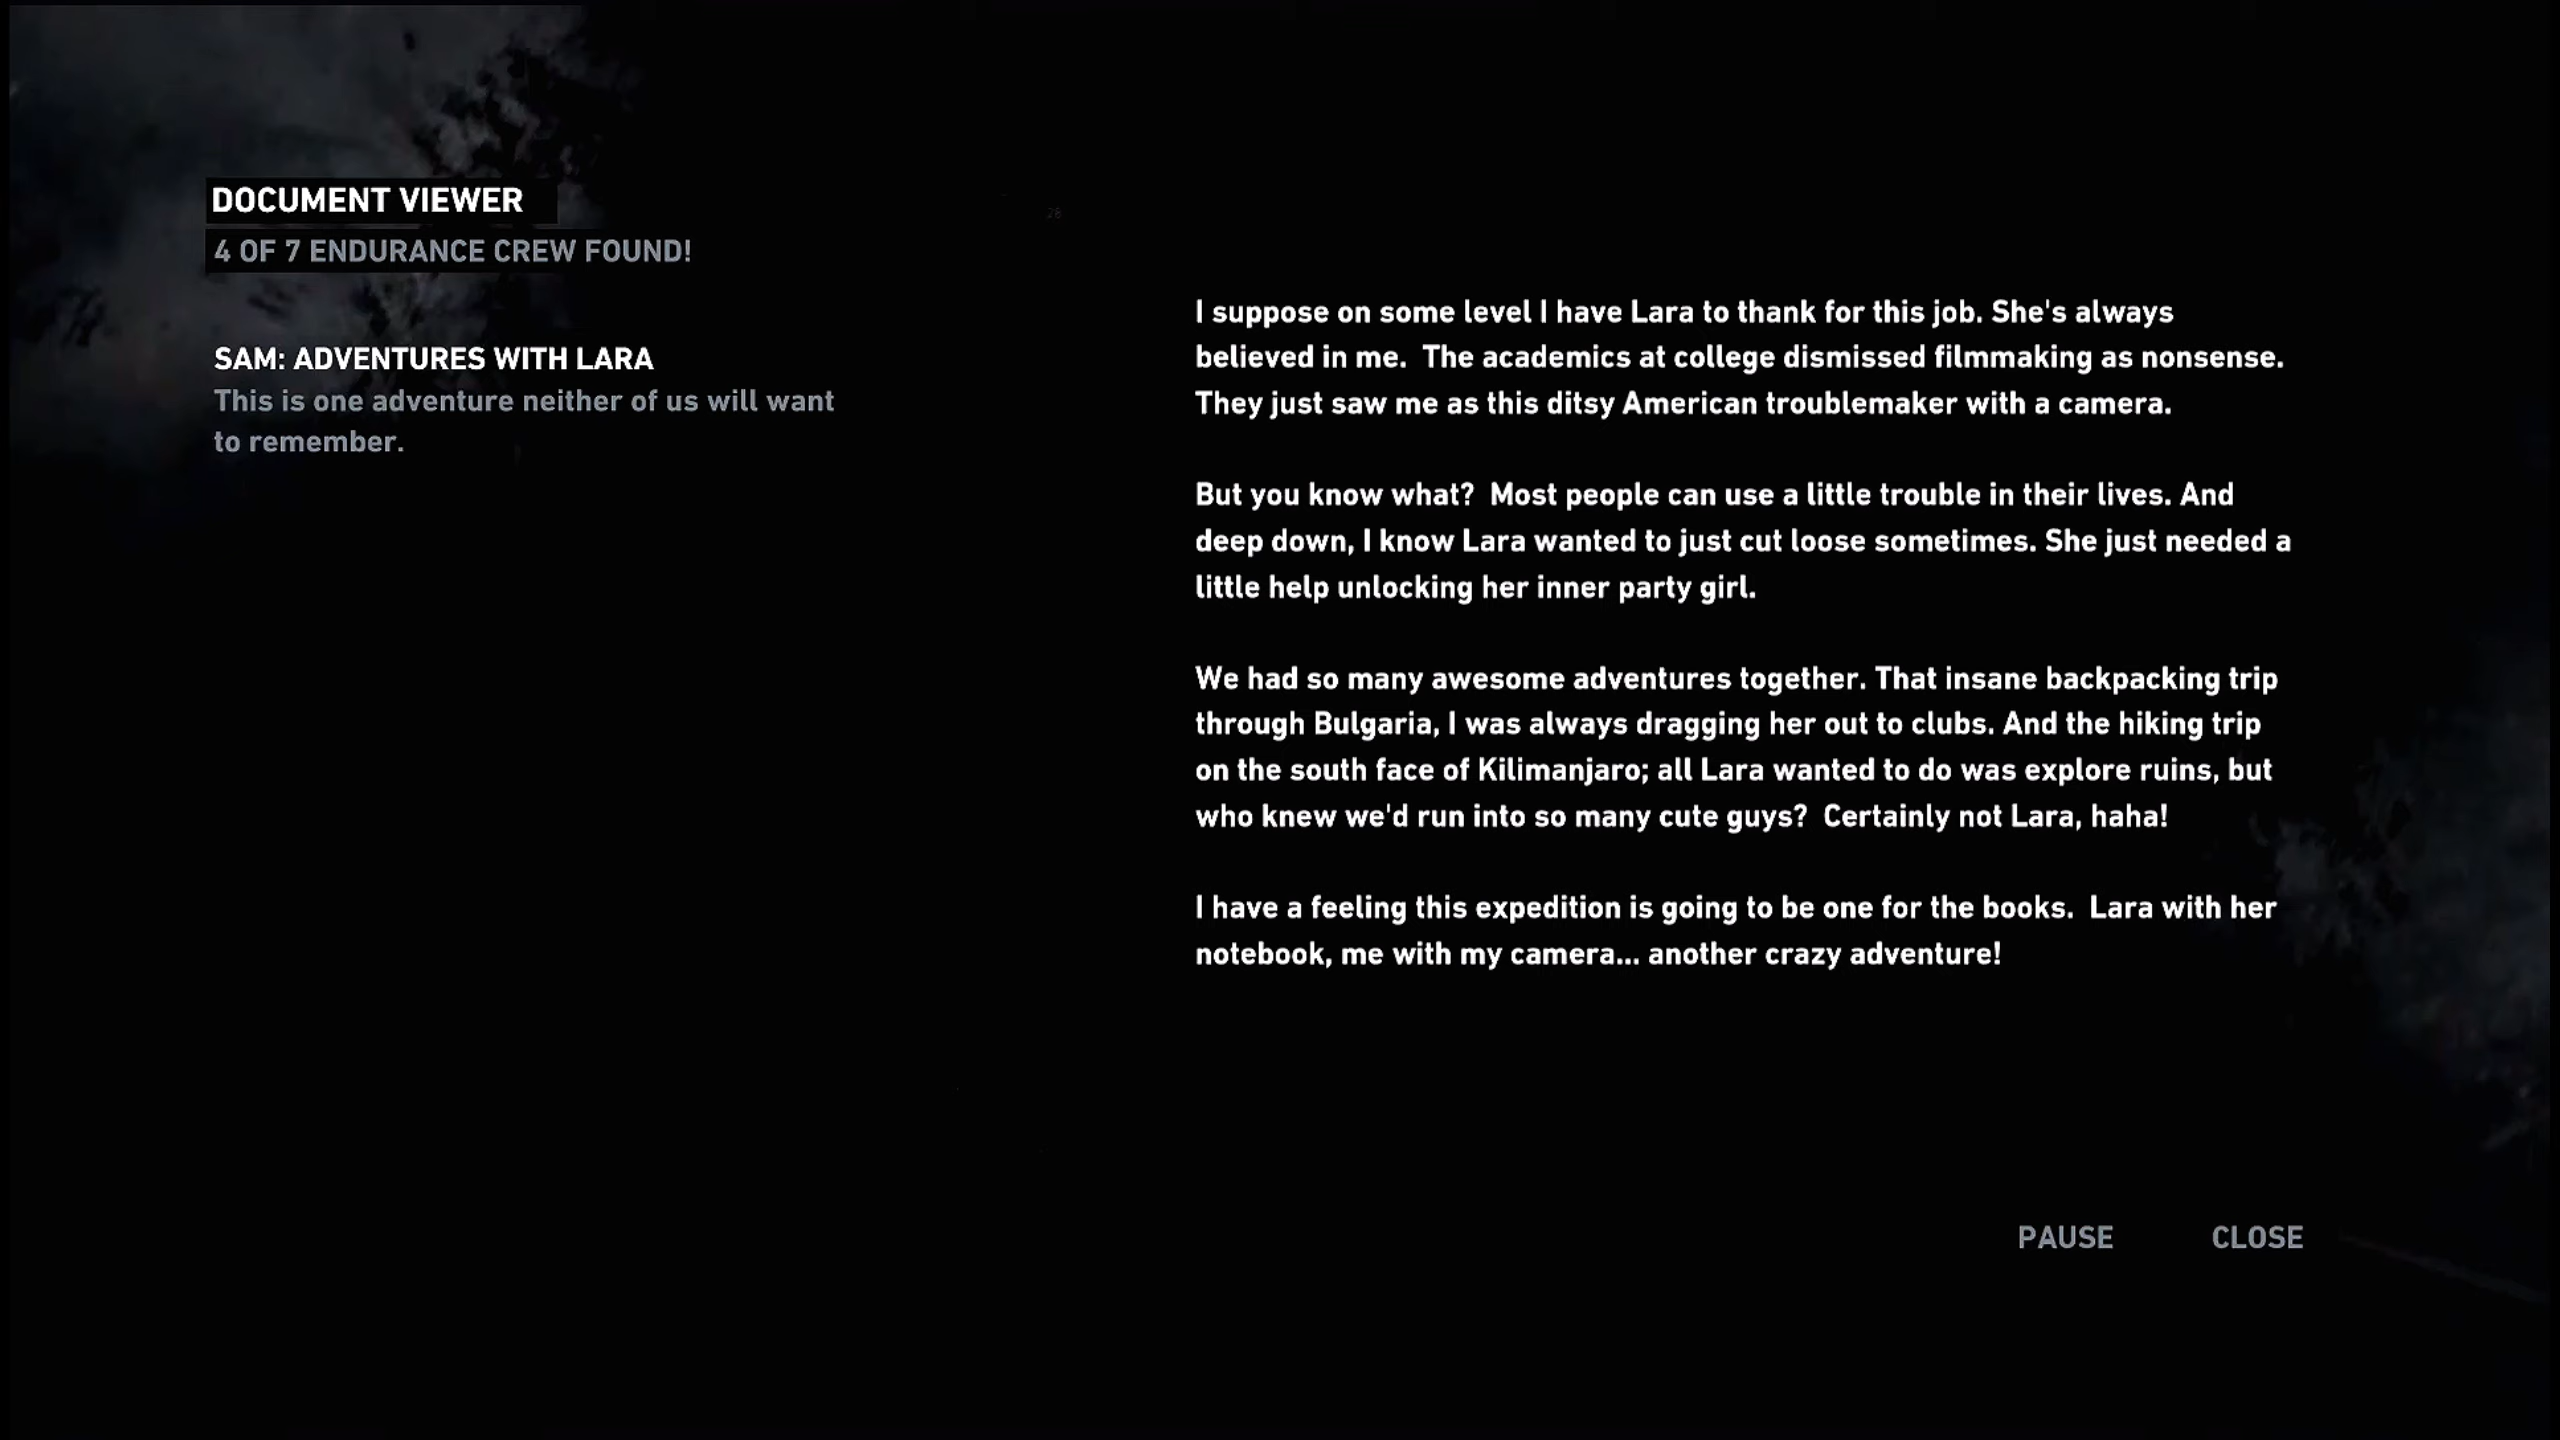 DOCUMENT VIEWER
4 OF 7 ENDURANCE CREW FOUND!
SAM: ADVENTURES WITH LARA
This is one adventure neither of us will want
to remember.
I suppose on some level I have Lara to thank for this job. She's always
believed in me.  The academics at college dismissed filmmaking as nonsense.
They just saw me as this ditsy American troublemaker with a camera.
But you know what?  Most people can use a little trouble in their lives. And
deep down, I know Lara wanted to just cut loose sometimes. She just needed a
little help unlocking her inner party girl.
We had so many awesome adventures together. That insane backpacking trip
through Bulgaria, I was always dragging her out to clubs. And the hiking trip
on the south face of Kilimanjaro; all Lara wanted to do was explore ruins, but
who knew we'd run into so many cute guys?  Certainly not Lara, haha!
I have a feeling this expedition is going to be one for the books.  Lara with her
notebook, me with my camera... another crazy adventure!
PAUSE CLOSE